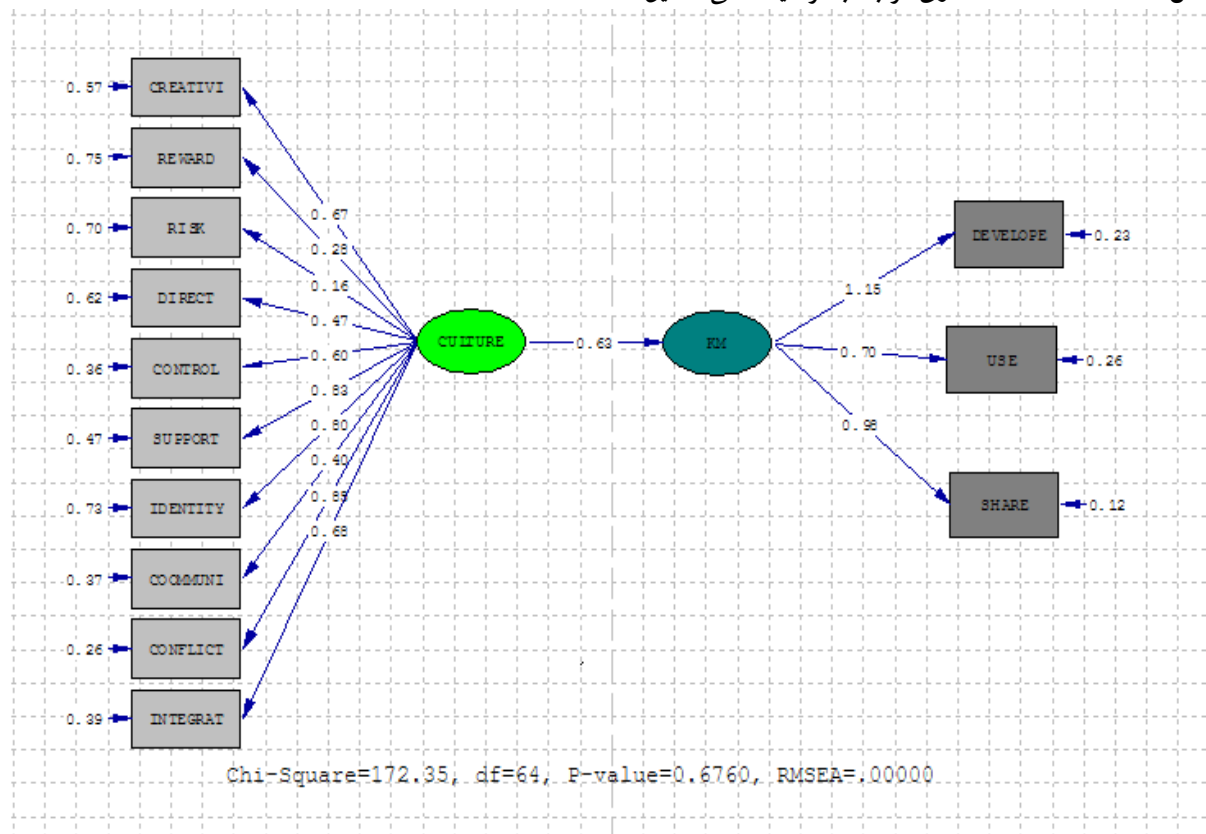 0.57 CREATIVI
0.75 REWARD
0.70 RISK
0.62 DIRECT
0.36 CONTROL
0.47 SUPPORT
0.73 IDENTITY
0.37 COOMMUNI
0.26 CONFLICT
0.39 INTEGRAT
0.67
0.28
0.16
0.47
0.60
0.83
0.80
0.40
0.85
0.68
CULTURE
0.63
KM
1.15
0.70
0.98
DEVELOPE 0.23
USE 0.26
SHARE 0.12
Chi-Square=172.35, df=64, P-value=0.6760, RMSEA=.00000